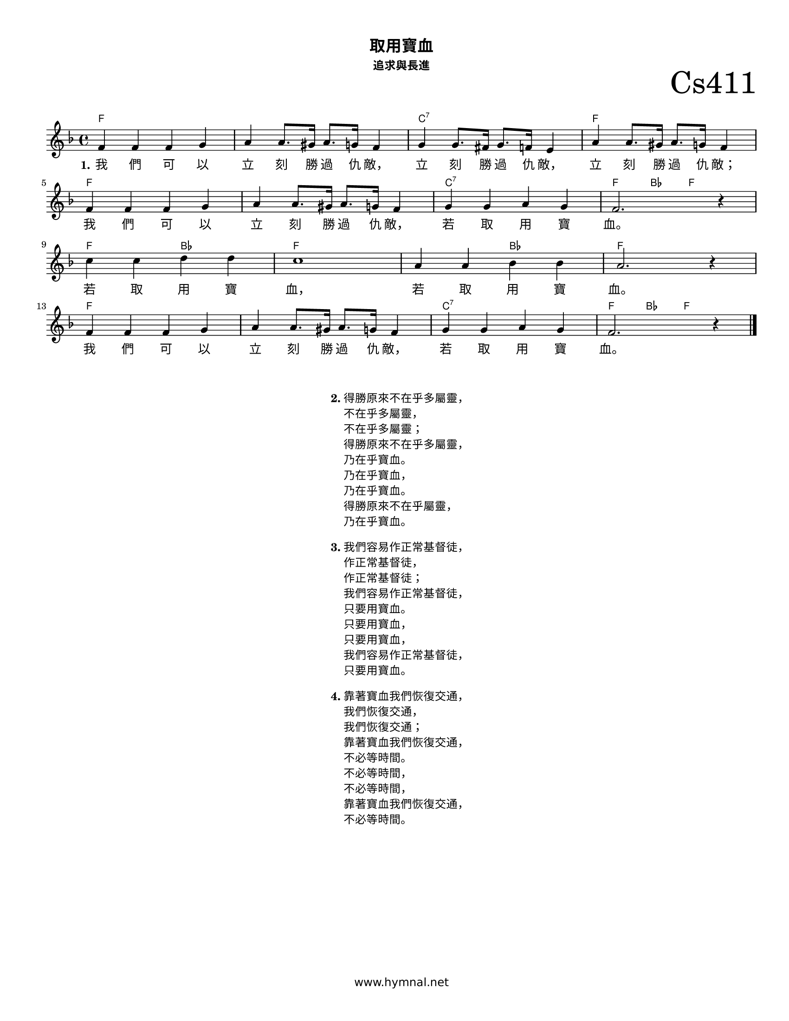 取用寶血
追求與長進
Cs411
F C7 F
1. 我 們 可 以 立 刻 勝過 仇敵, 立 刻 勝過 仇敵, 立 刻 勝過 仇敵；
5 F C7 F B♭ F
我 們 可 以 立 刻 勝過 仇敵, 若 取 用 寶 血。
9 F B♭ F B♭ F
若 取 用 寶 血, 若 取 用 寶 血。
13 F C7 F B♭ F
我 們 可 以 立 刻 勝過 仇敵, 若 取 用 寶 血。
2. 得勝原來不在乎多屬靈,
不在乎多屬靈,
不在乎多屬靈；
得勝原來不在乎多屬靈,
乃在乎寶血。
乃在乎寶血,
乃在乎寶血。
得勝原來不在乎屬靈,
乃在乎寶血。
3. 我們容易作正常基督徒,
作正常基督徒,
作正常基督徒；
我們容易作正常基督徒,
只要用寶血。
只要用寶血,
只要用寶血,
我們容易作正常基督徒,
只要用寶血。
4. 靠著寶血我們恢復交通,
我們恢復交通,
我們恢復交通；
靠著寶血我們恢復交通,
不必等時間。
不必等時間,
不必等時間,
靠著寶血我們恢復交通,
不必等時間。
www.hymnal.net